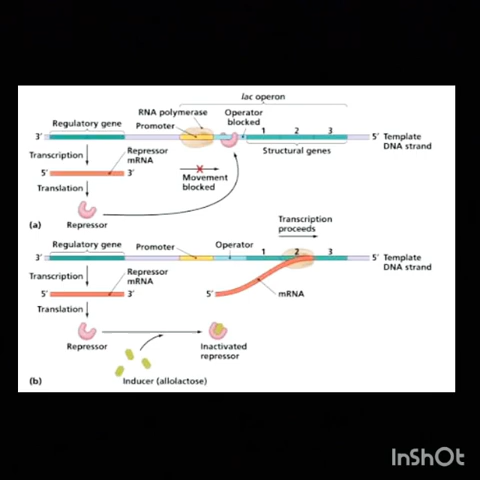 lac operon
RNA polymerase
Operator
blocked
Regulatory gene
Promoter
1 2 3
3′
5′ Template
DNA strand
Transcription
Repressor
mRNA
Structural genes
5′
3′
Movement
blocked
Translation
Repressor
(a)
Transcription
proceeds
Regulatory gene
Promoter
Operator
1 2 3
3′
5′ Template
DNA strand
Transcription
Repressor
mRNA
5′
3′
5′
mRNA
Translation
Repressor
Inactivated
repressor
Inducer (allolactose)
(b)
InShOt